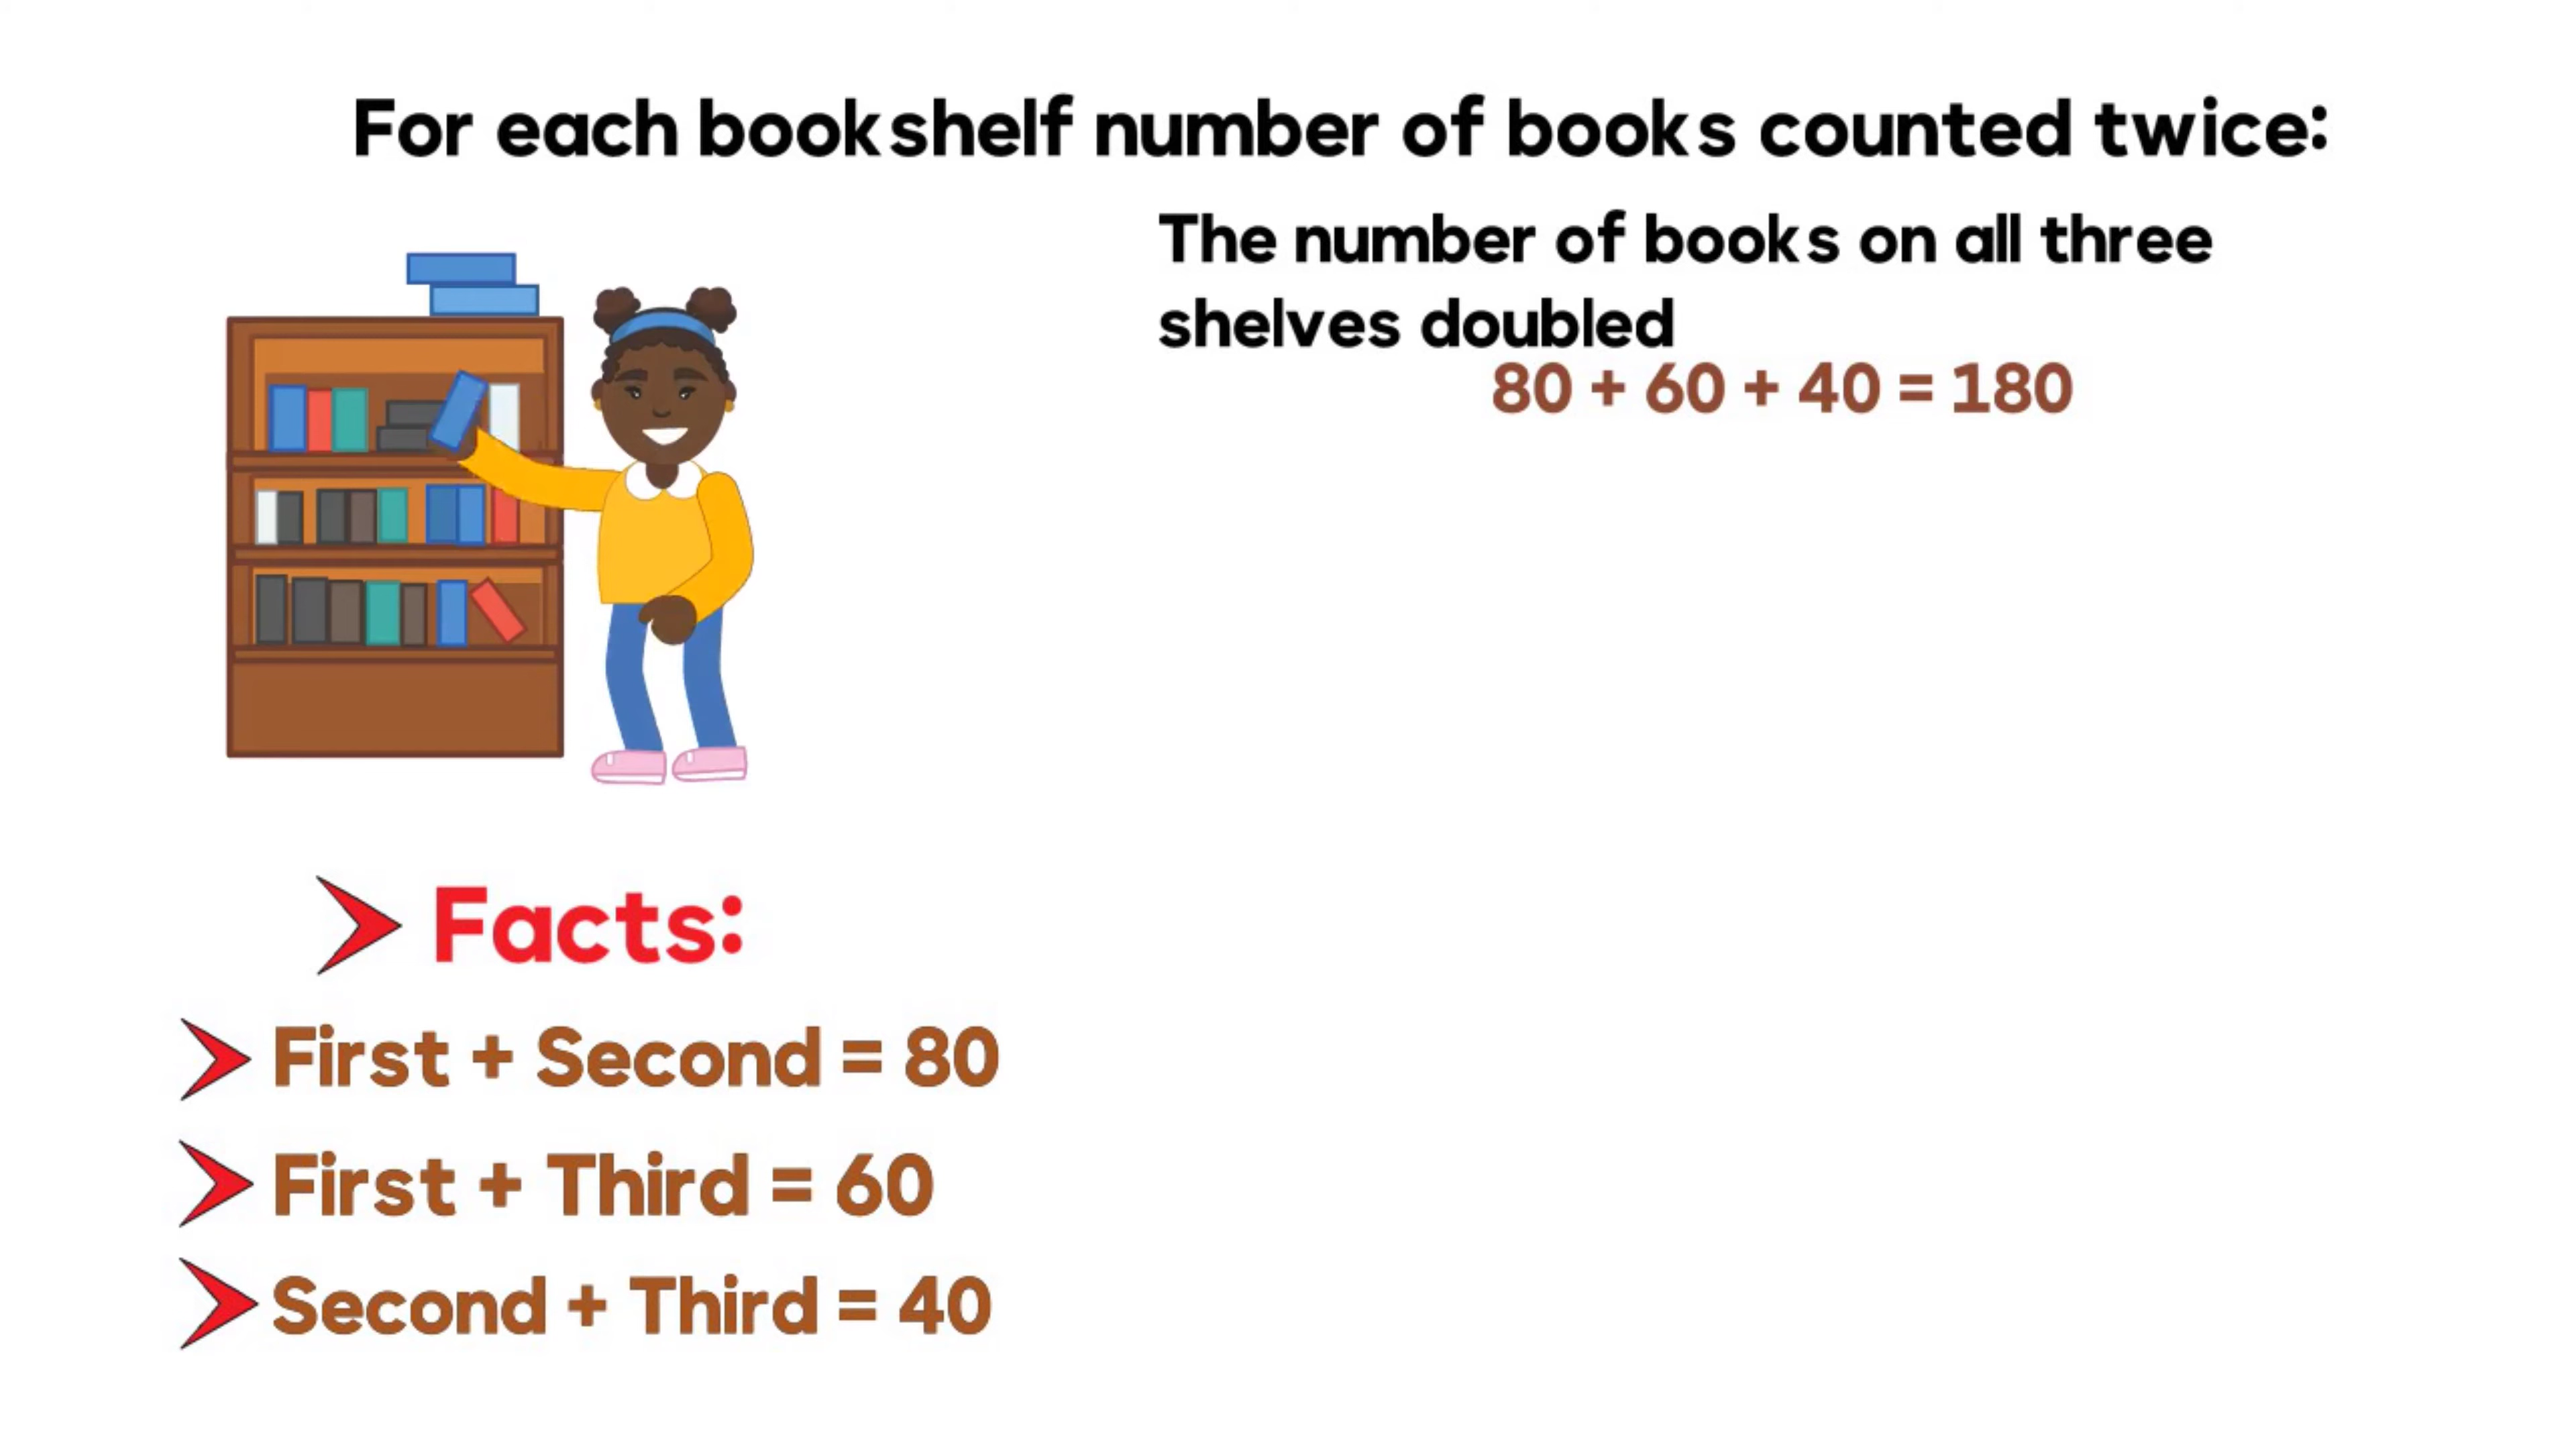 For each bookshelf number of books counted twice:
The number of books on all three
shelves doubled
80 + 60 + 40 = 180
Facts:
First + Second = 80
First + Third = 60
Second + Third = 40